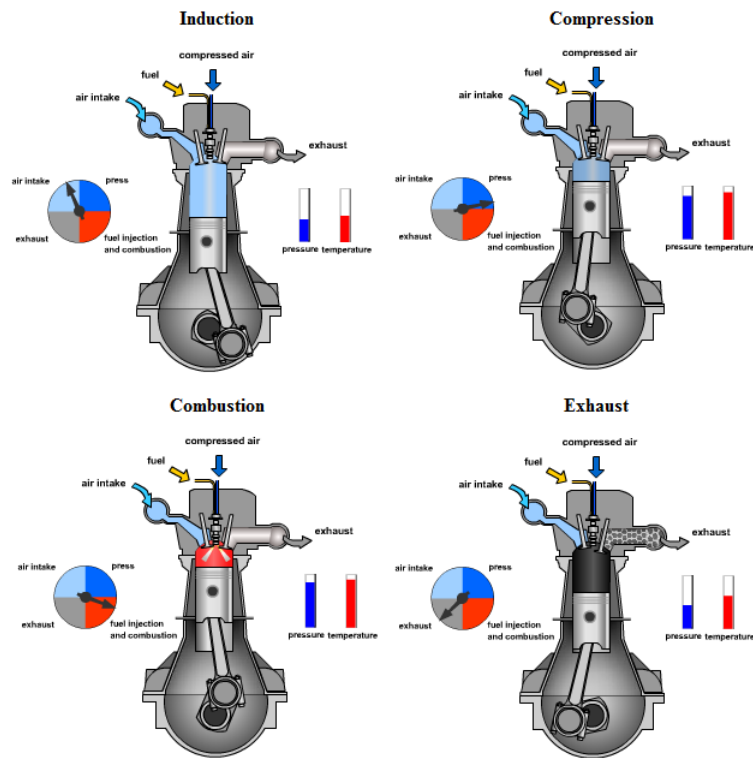 Induction
compressed air
fuel
air intake
exhaust
air intake
press
exhaust
fuel injection
and combustion
pressure
temperature
Compression
compressed air
fuel
air intake
exhaust
air intake
press
exhaust
fuel injection
and combustion
pressure
temperature
Combustion
compressed air
fuel
air intake
exhaust
air intake
press
exhaust
fuel injection
and combustion
pressure
temperature
Exhaust
compressed air
fuel
air intake
exhaust
air intake
press
exhaust
fuel injection
and combustion
pressure
temperature